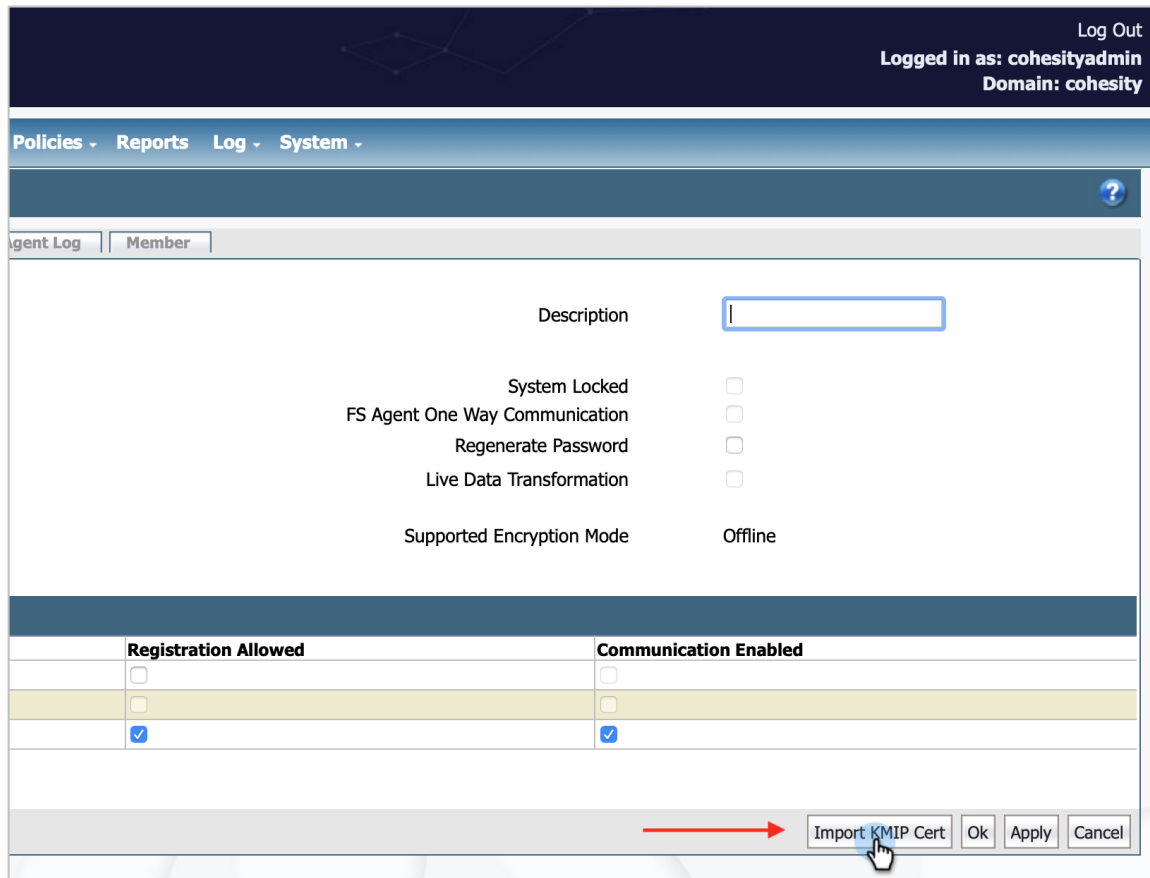 Log Out
Logged in as: cohesityadmin
Domain: cohesity
Policies Reports Log System
?
Agent Log Member
Description
System Locked
FS Agent One Way Communication
Regenerate Password
Live Data Transformation
Supported Encryption Mode Offline
Registration Allowed Communication Enabled
Import KMIP Cert Ok Apply Cancel